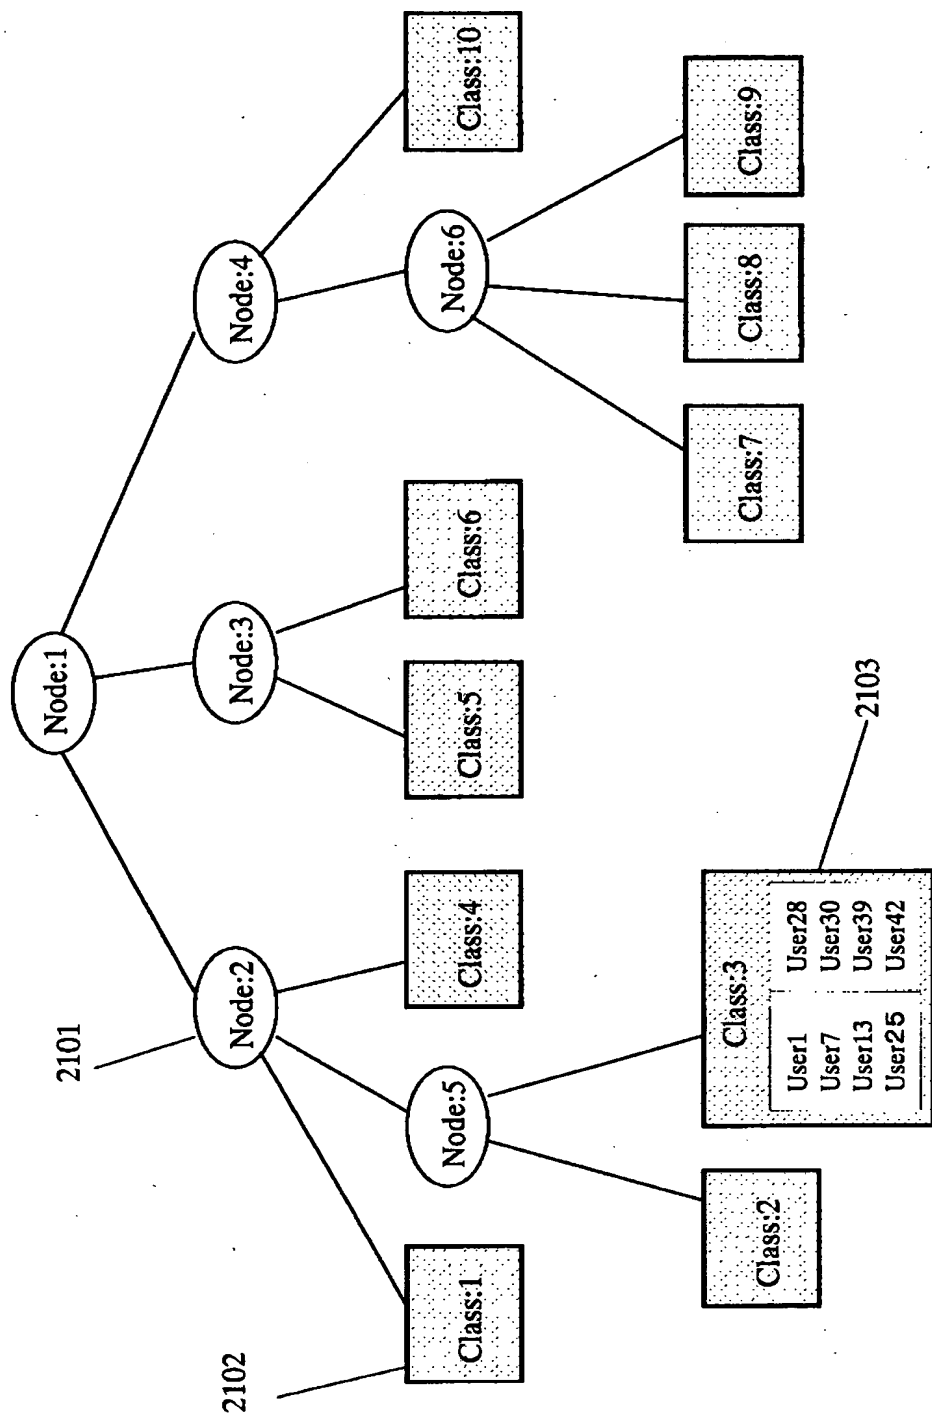 Node:1
2101
Node:2
Node:3
Node:4
2102
Class:1
Node:5
Class:4
Class:5
Class:6
Node:6
Class:10
Class:2
Class:3
User1 User28
User7 User30
User13 User39
User25 User42
2103
Class:7
Class:8
Class:9